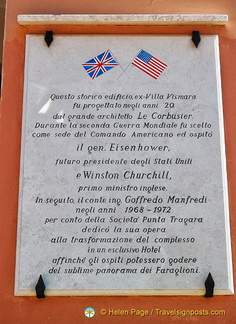 Questo storico edificio, ex-Villa Vismara
fu progettato negli anni 20
dal grande architetto Le Corbusier.
Durante la seconda Guerra Mondiale fu scelto
come sede del Comando Americano ed ospitò
il gen. Eisenhower,
futuro presidente degli Stati Uniti
e Winston Churchill,
primo ministro inglese.
In seguito, il conte ing. Goffredo Manfredi
negli anni 1968-1972
per conto della Società Punta Tragara
dedicò la sua opera
alla trasformazione del complesso
in un esclusivo Hotel
affinché gli ospiti potessero godere
del sublime panorama dei Faraglioni.
© Helen Page / Travelsignposts.com